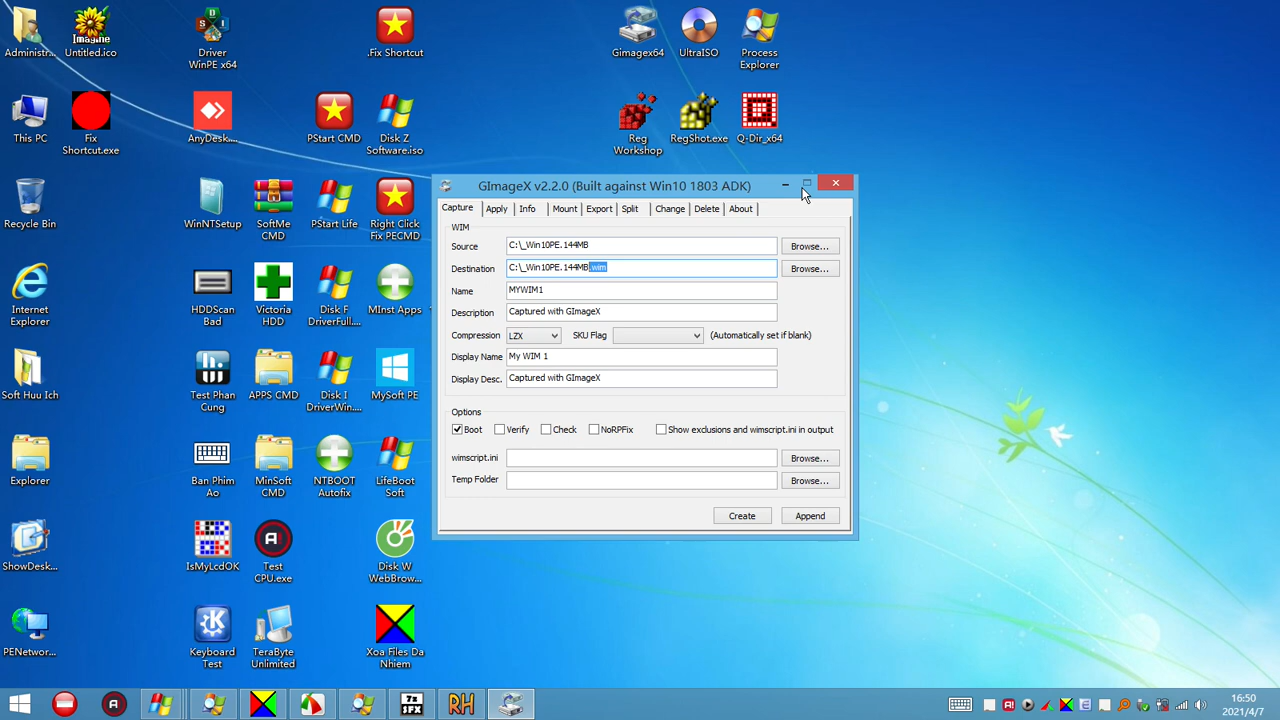 Administr...
Imagine
Untitled.ico
S D I
Driver
WinPE x64
.Fix Shortcut
Gimagex64
UltraISO
Process
Explorer
This PC
Fix
Shortcut.exe
AnyDesk....
PStart CMD
Disk Z
Software.iso
Reg
Workshop
RegShot.exe
Q-Dir_x64
Recycle Bin
WinNTSetup
SoftMe
CMD
PStart Life
Right Click
Fix PECMD
Internet
Explorer
HDDScan
Bad
Victoria
HDD
Disk F
DriverFull....
MInst Apps
Soft Huu Ich
Test Phan
Cung
APPS CMD
Disk I
DriverWin....
MySoft PE
Explorer
Ban Phim
Ao
MinSoft
CMD
NTBOOT
Autofix
LifeBoot
Soft
ShowDesk...
IsMyLcdOK
Test
CPU.exe
Disk W
WebBrow...
PENetwor...
Keyboard
Test
TeraByte
Unlimited
Xoa Files Da
Nhiem
GImageX v2.2.0 (Built against Win10 1803 ADK)
Capture Apply Info Mount Export Split Change Delete About
WIM
Source C:\_Win10PE.144MB Browse...
Destination C:\_Win10PE.144MB.wim Browse...
Name MYWIM1
Description Captured with GImageX
Compression LZX SKU Flag (Automatically set if blank)
Display Name My WIM 1
Display Desc. Captured with GImageX
Options
Boot Verify Check NoRPFix Show exclusions and wimscript.ini in output
wimscript.ini Browse...
Temp Folder Browse...
Create Append
7x
SFX
RH
16:50
2021/4/7